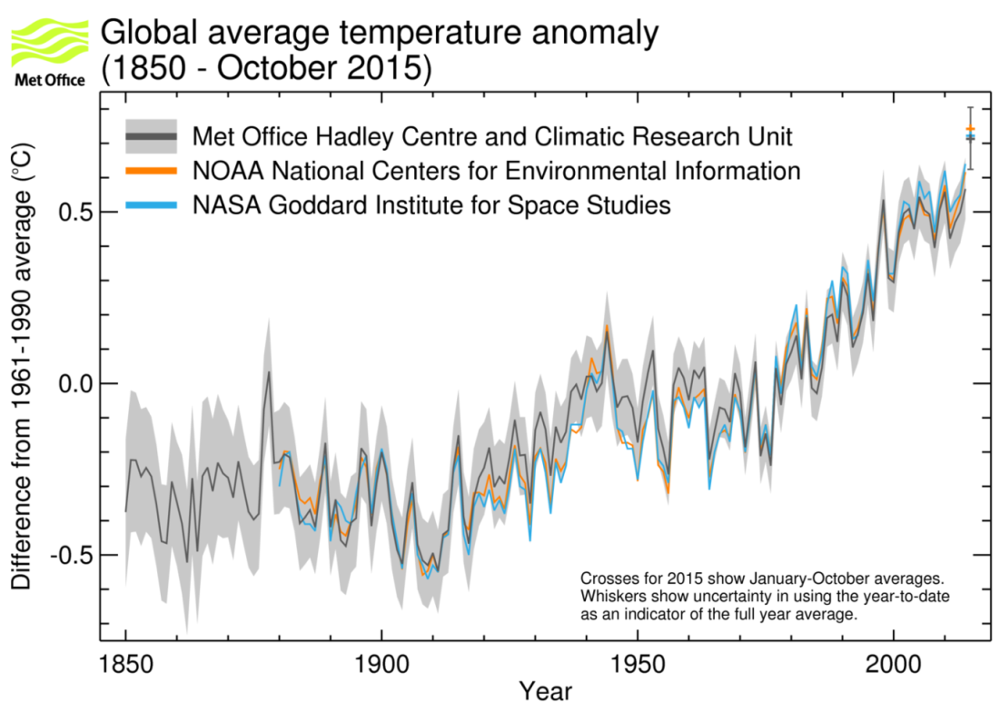 Global average temperature anomaly
(1850 - October 2015)
Met Office
Met Office Hadley Centre and Climatic Research Unit
NOAA National Centers for Environmental Information
NASA Goddard Institute for Space Studies
Difference from 1961-1990 average (°C)
0.5
0.0
-0.5
Crosses for 2015 show January-October averages.
Whiskers show uncertainty in using the year-to-date
as an indicator of the full year average.
1850
1900
1950
2000
Year